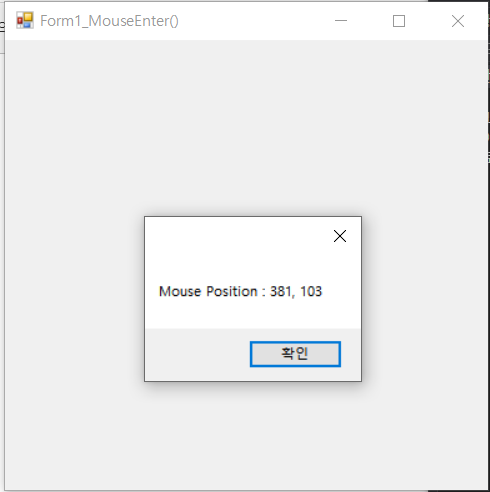 Form1_MouseEnter()
Mouse Position : 381, 103
확인